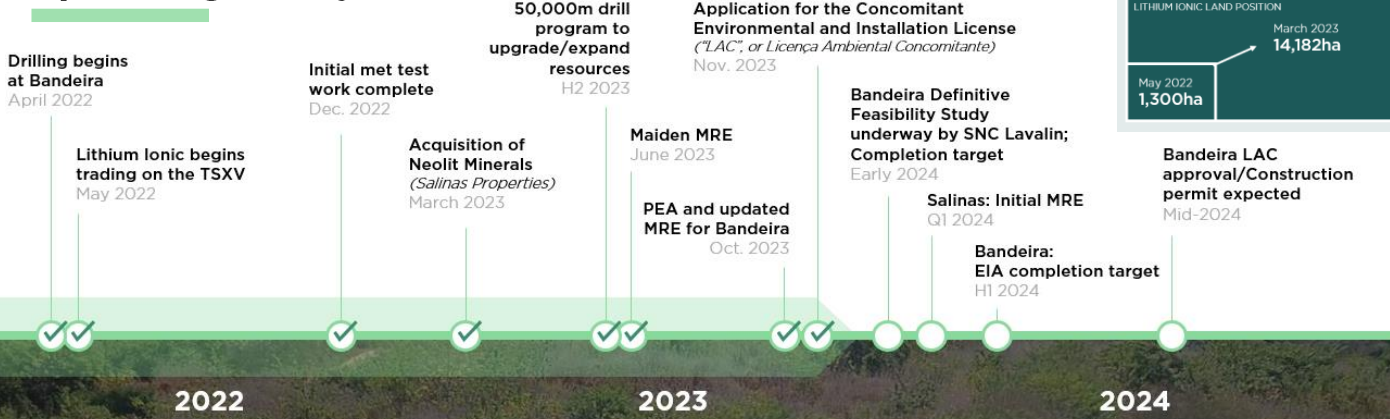 50,000m drill
program to
upgrade/expand
resources
H2 2023
Application for the Concomitant
Environmental and Installation License
("LAC", or Licença Ambiental Concomitante)
Nov. 2023
LITHIUM IONIC LAND POSITION
March 2023
14,182ha
May 2022
1,300ha
Drilling begins
at Bandeira
April 2022
Initial met test
work complete
Dec. 2022
Bandeira Definitive
Feasibility Study
underway by SNC Lavalin;
Completion target
Early 2024
Lithium Ionic begins
trading on the TSXV
May 2022
Acquisition of
Neolit Minerals
(Salinas Properties)
March 2023
Maiden MRE
June 2023
Bandeira LAC
approval/Construction
permit expected
Mid-2024
PEA and updated
MRE for Bandeira
Oct. 2023
Salinas: Initial MRE
Q1 2024
Bandeira:
EIA completion target
H1 2024
2022
2023
2024